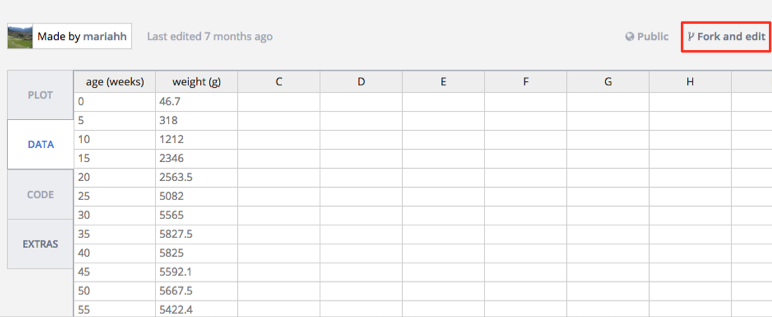 Made by mariahh Last edited 7 months ago Public Fork and edit
age (weeks) weight (g) C D E F G H
PLOT
DATA
CODE
EXTRAS
0 46.7
5 318
10 1212
15 2346
20 2563.5
25 5082
30 5565
35 5827.5
40 5825
45 5592.1
50 5667.5
55 5422.4